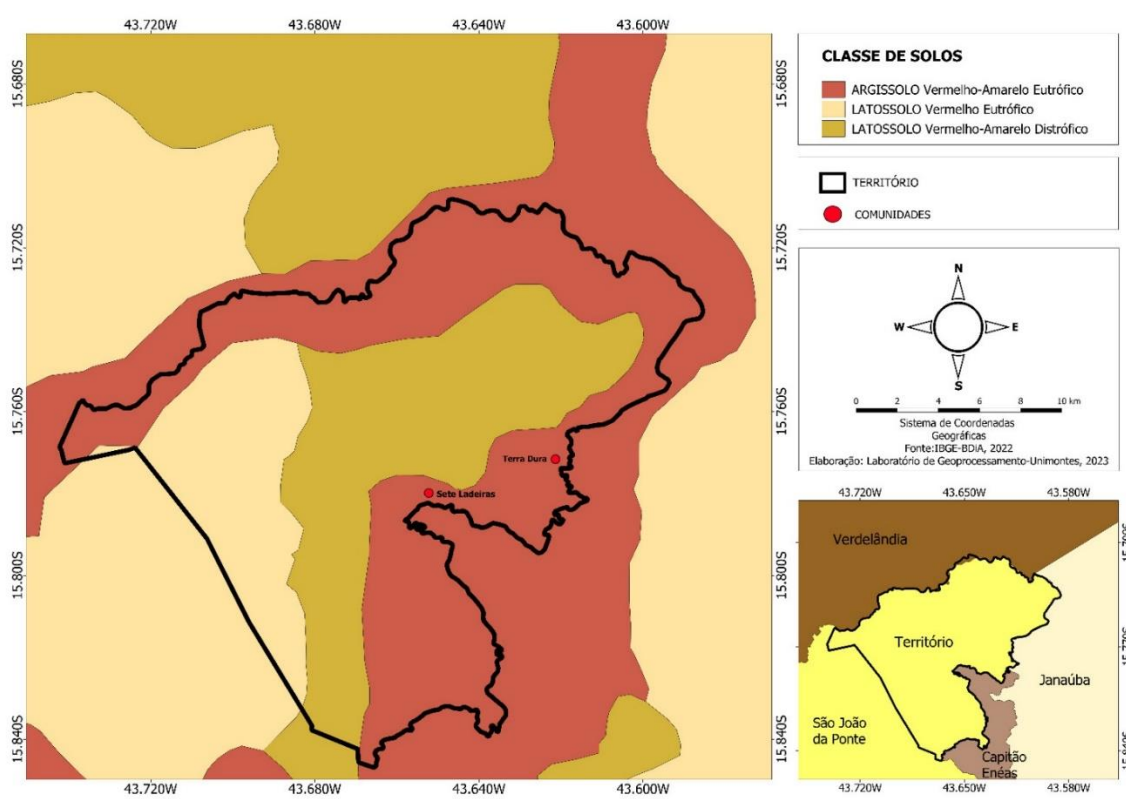 43.720W 43.680W 43.640W 43.600W
15.680S 15.680S
15.720S 15.720S
15.760S 15.760S
15.800S 15.800S
15.840S 15.840S
Terra Dura
Sete Ladeiras
43.720W 43.680W 43.640W 43.600W
CLASSE DE SOLOS
ARGISSOLO Vermelho-Amarelo Eutrófico
LATOSSOLO Vermelho Eutrófico
LATOSSOLO Vermelho-Amarelo Distrófico
TERRITÓRIO
COMUNIDADES
N
W E
S
0 2 4 6 8 10 km
Sistema de Coordenadas
Geográficas
Fonte:IBGE-BDiA, 2022
Elaboração: Laboratório de Geoprocessamento-Unimontes, 2023
43.720W 43.650W 43.580W
Verdelândia
Território
Janaúba
São João
da Ponte
Capitão
Enéas
43.720W 43.650W 43.580W